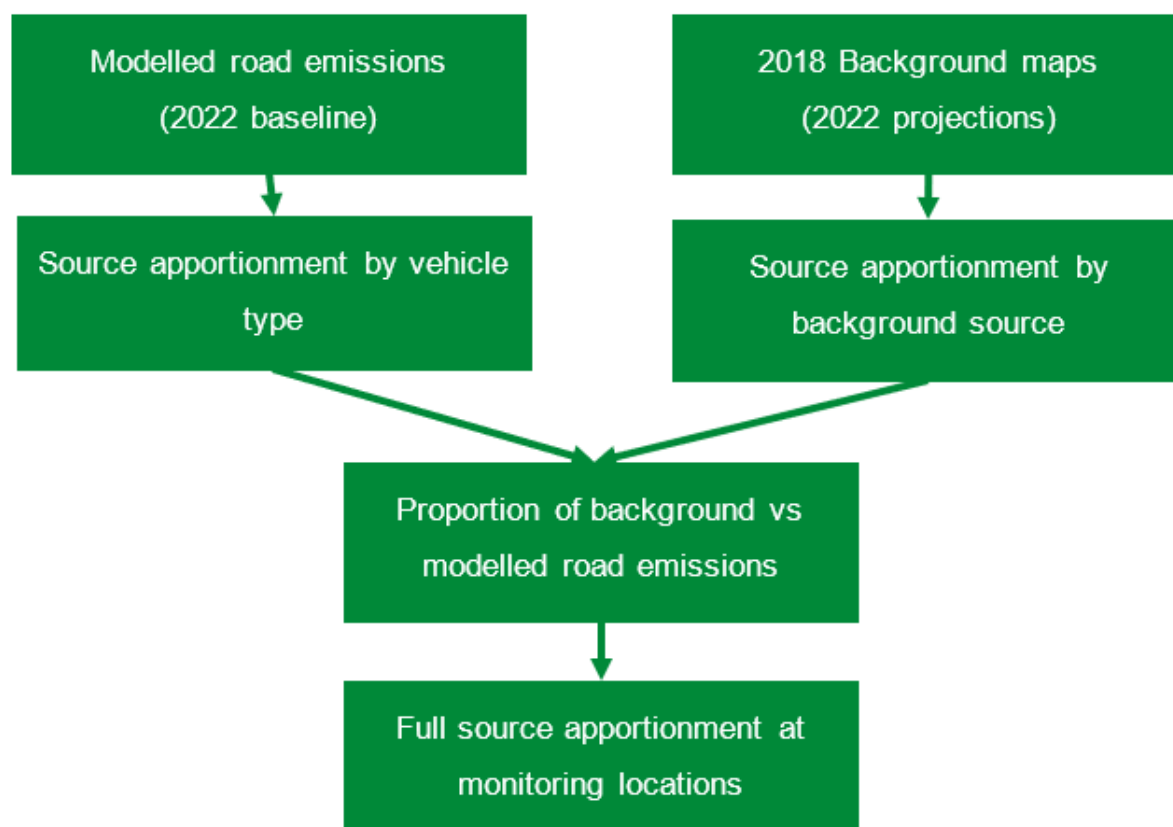 Modelled road emissions
(2022 baseline)
2018 Background maps
(2022 projections)
Source apportionment by vehicle
type
Source apportionment by
background source
Proportion of background vs
modelled road emissions
Full source apportionment at
monitoring locations